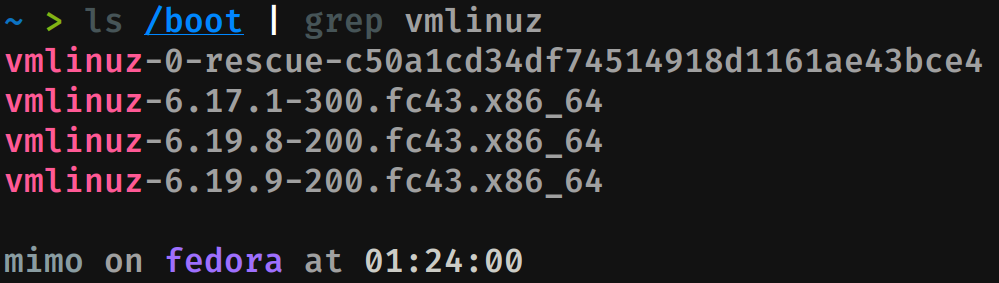 ~ > ls /boot | grep vmlinuz
vmlinuz-0-rescue-c50a1cd34df74514918d1161ae43bce4
vmlinuz-6.17.1-300.fc43.x86_64
vmlinuz-6.19.8-200.fc43.x86_64
vmlinuz-6.19.9-200.fc43.x86_64
mimo on fedora at 01:24:00